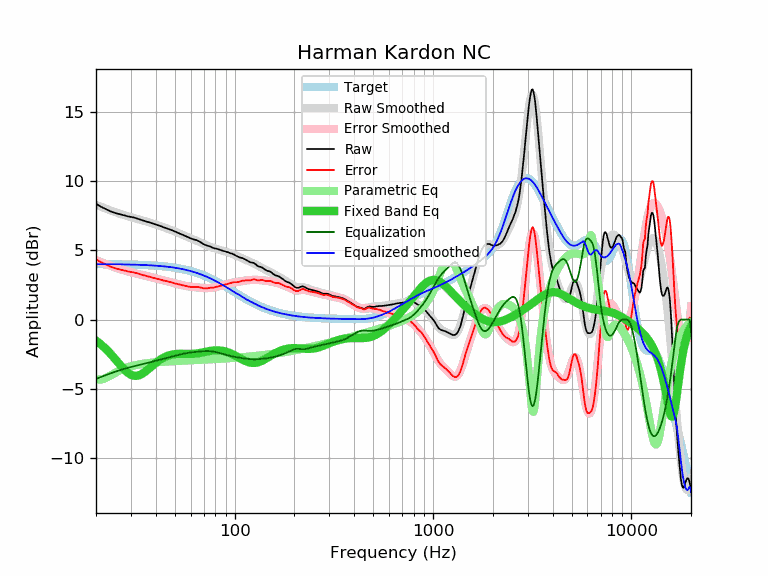 Harman Kardon NC
Target
Raw Smoothed
Error Smoothed
Raw
Error
Parametric Eq
Fixed Band Eq
Equalization
Equalized smoothed
Amplitude (dBr)
15
10
5
0
−5
−10
100
1000
10000
Frequency (Hz)